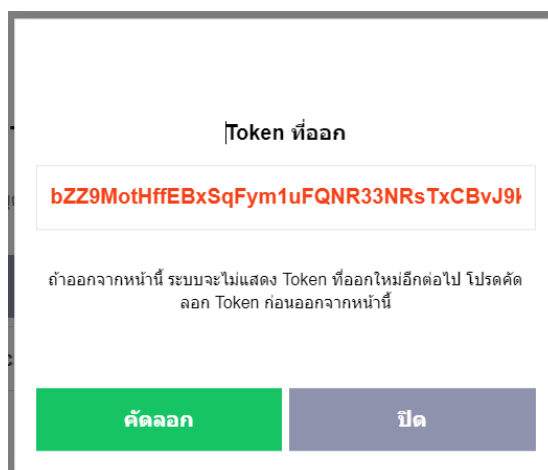 Token ที่ออก
bZZ9MotHffEBxSqFym1uFQNR33NRsTxCBvJ9k
ถ้าออกจากหน้านี้ ระบบจะไม่แสดง Token ที่ออกใหม่อีกต่อไป โปรดคัด
ลอก Token ก่อนออกจากหน้านี้
คัดลอก ปิด